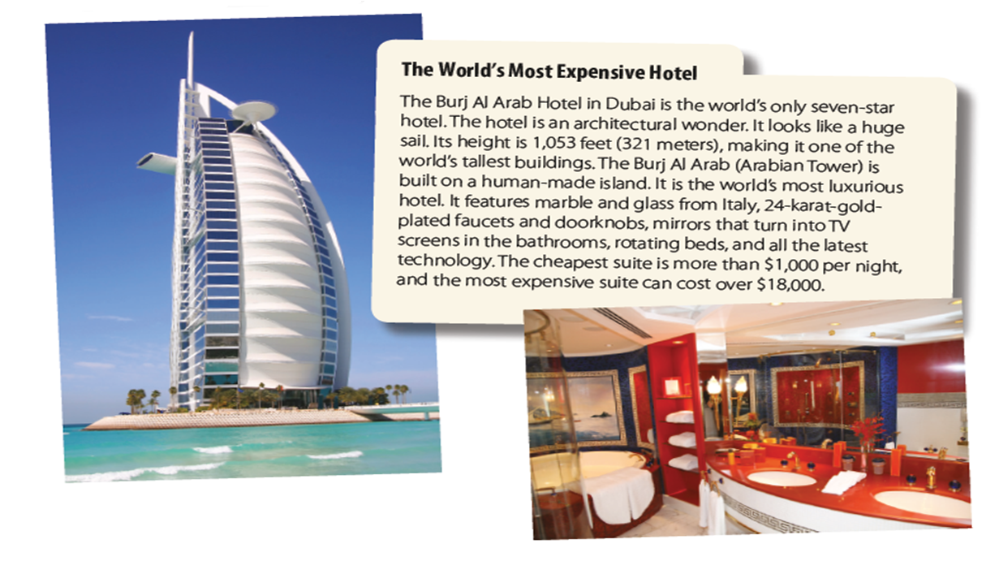 The World's Most Expensive Hotel
The Burj Al Arab Hotel in Dubai is the world's only seven-star
hotel. The hotel is an architectural wonder. It looks like a huge
sail. Its height is 1,053 feet (321 meters), making it one of the
world's tallest buildings. The Burj Al Arab (Arabian Tower) is
built on a human-made island. It is the world's most luxurious
hotel. It features marble and glass from Italy, 24-karat-gold-
plated faucets and doorknobs, mirrors that turn into TV
screens in the bathrooms, rotating beds, and all the latest
technology. The cheapest suite is more than $1,000 per night,
and the most expensive suite can cost over $18,000.